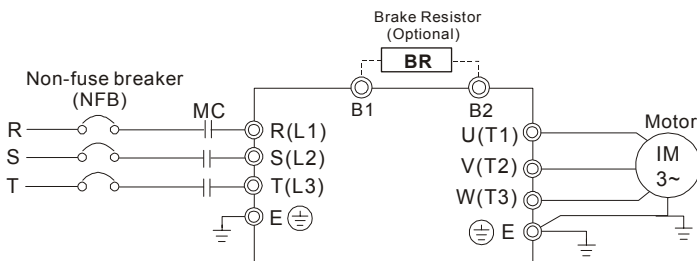 Brake Resistor
(Optional)
BR
Non-fuse breaker
(NFB)
MC
B1
B2
R
R(L1)
U(T1)
Motor
S
S(L2)
V(T2)
IM
3~
T
T(L3)
W(T3)
E
E